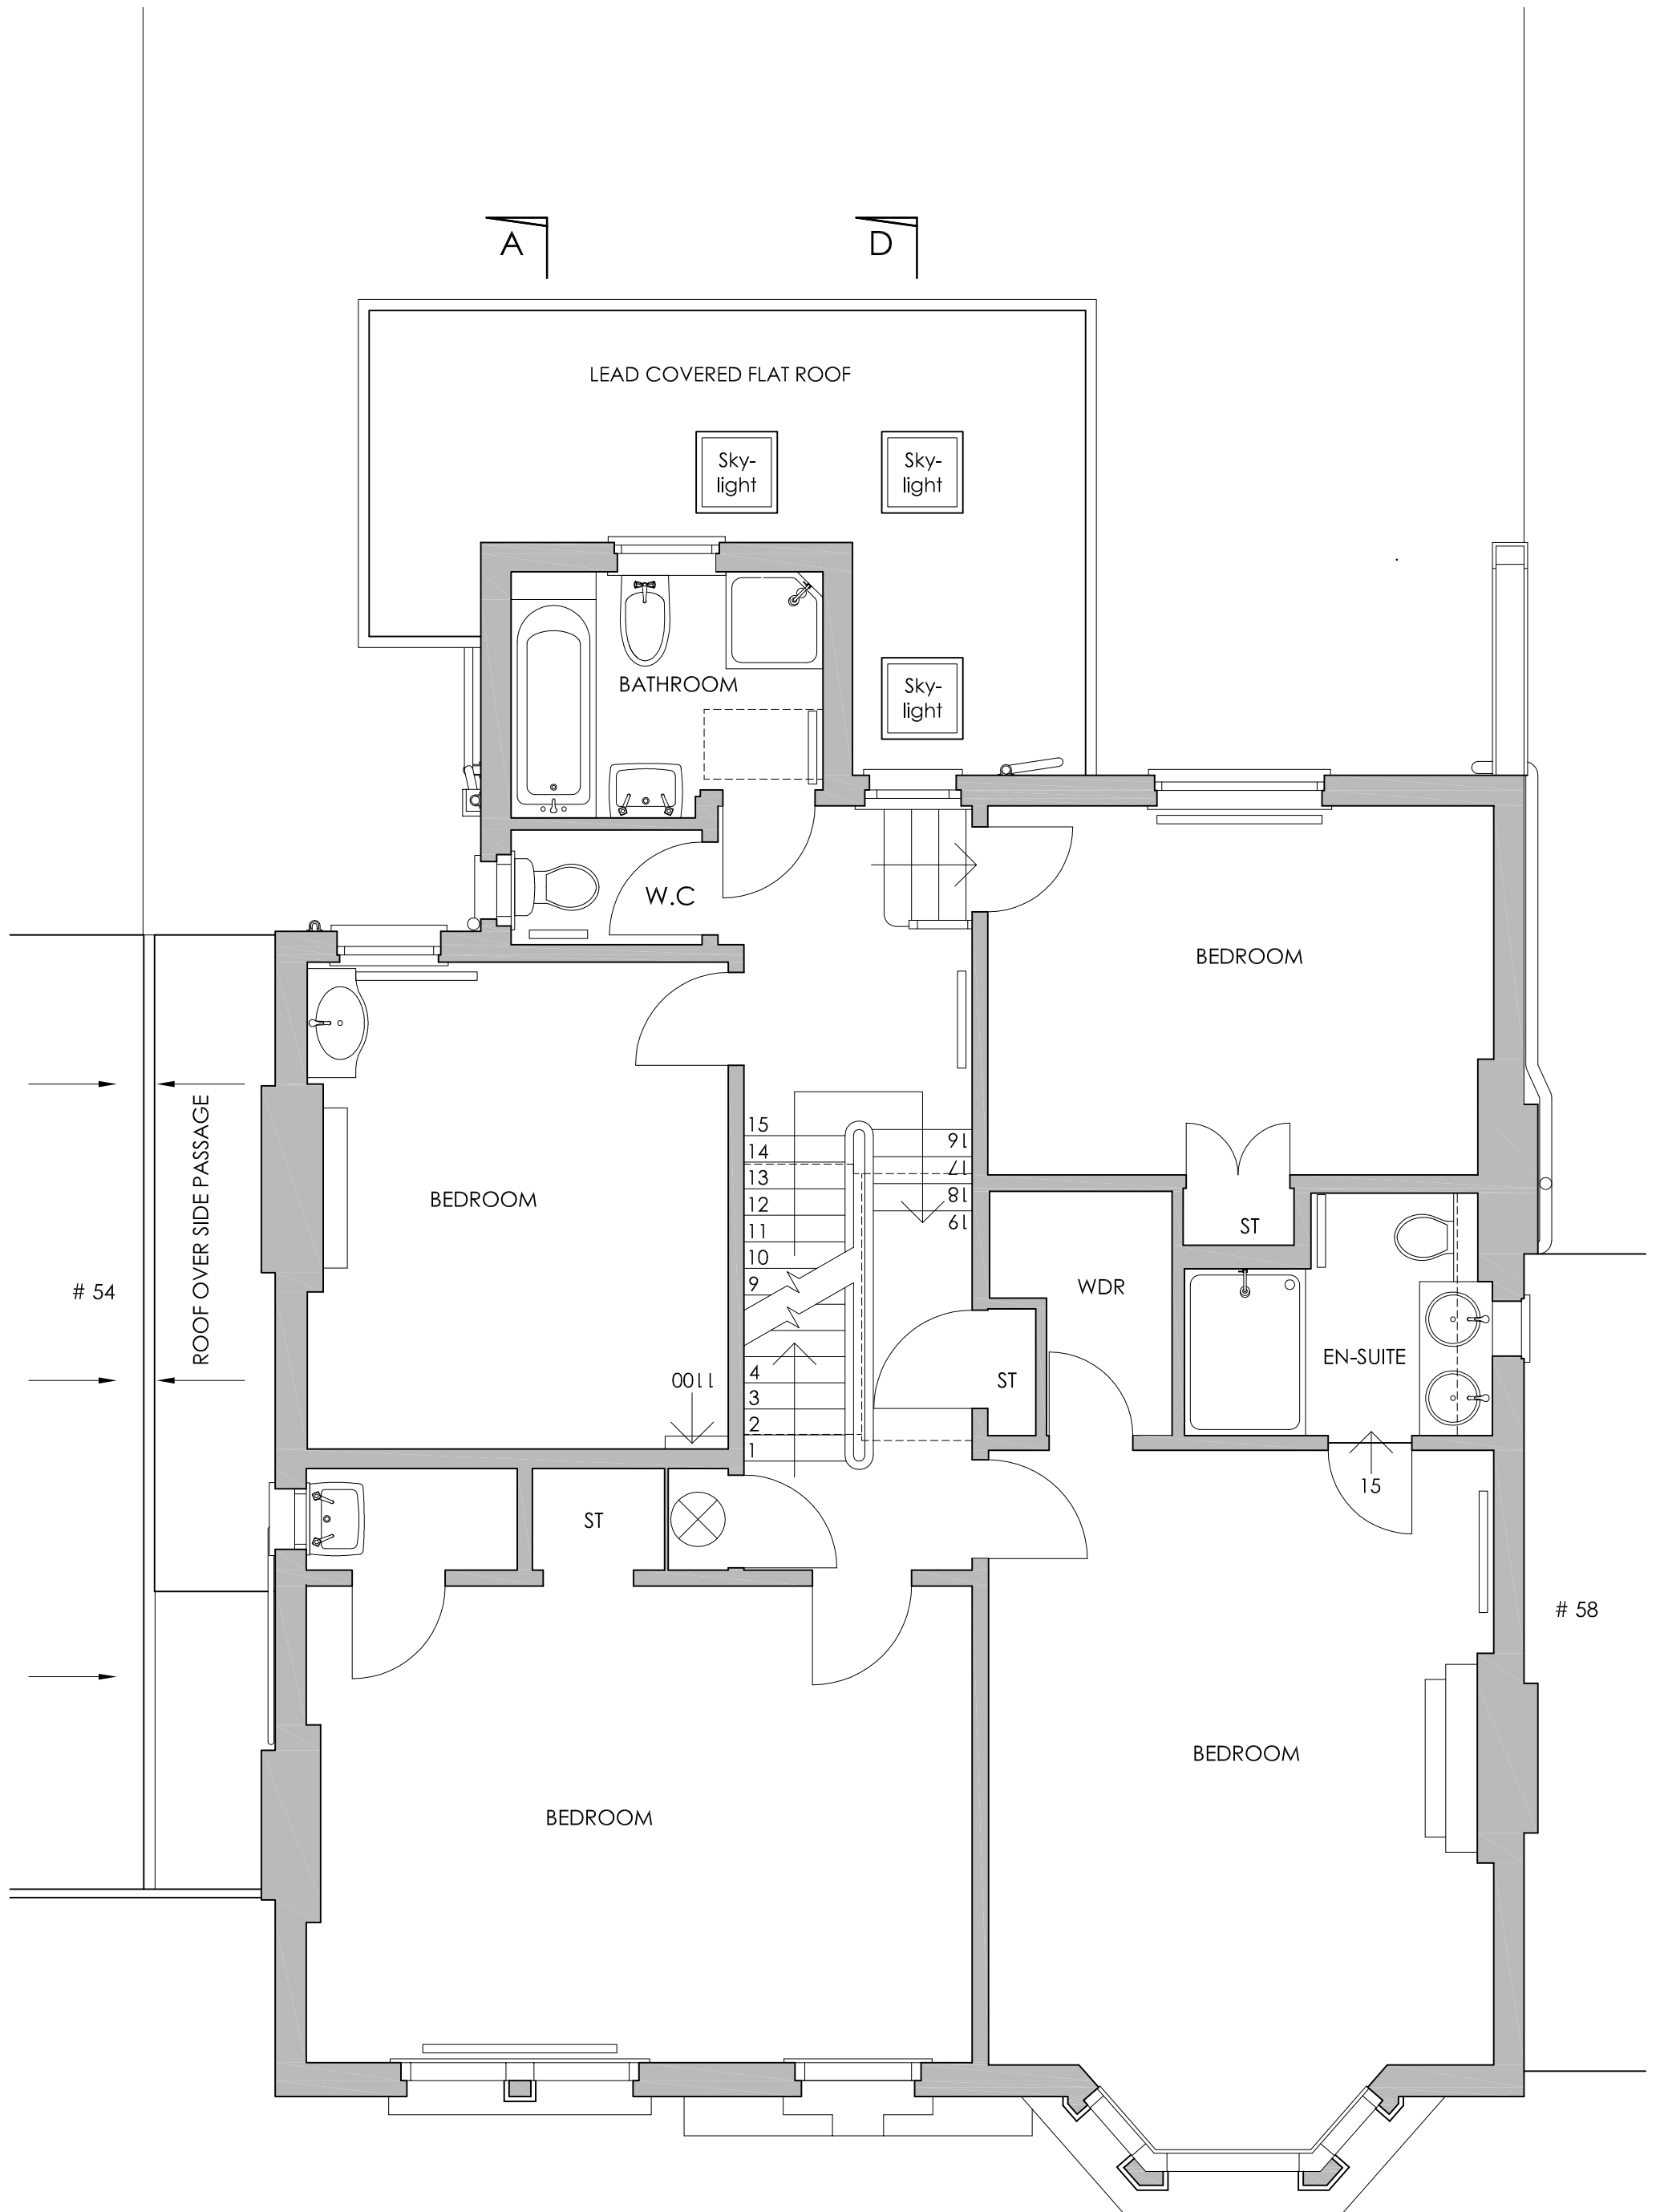 A
D
LEAD COVERED FLAT ROOF
Sky-
light
Sky-
light
Sky-
light
BATHROOM
W.C
BEDROOM
ROOF OVER SIDE PASSAGE
# 54
BEDROOM
15
14
13
12
11
10
9
4
3
2
1
16
17
18
19
1100
ST
WDR
ST
EN-SUITE
15
ST
# 58
BEDROOM
BEDROOM